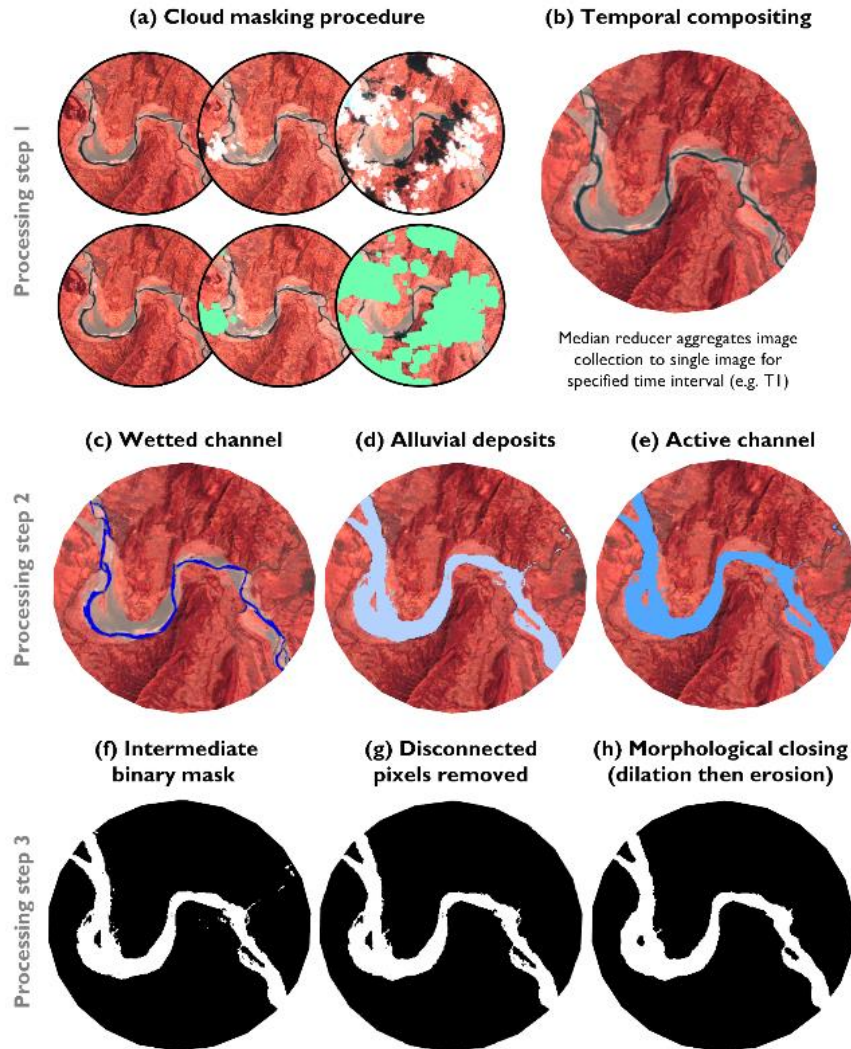 (a) Cloud masking procedure
(b) Temporal compositing
Processing step 1
Median reducer aggregates image
collection to single image for
specified time interval (e.g. T1)
(c) Wetted channel
(d) Alluvial deposits
(e) Active channel
Processing step 2
(f) Intermediate
binary mask
(g) Disconnected
pixels removed
(h) Morphological closing
(dilation then erosion)
Processing step 3